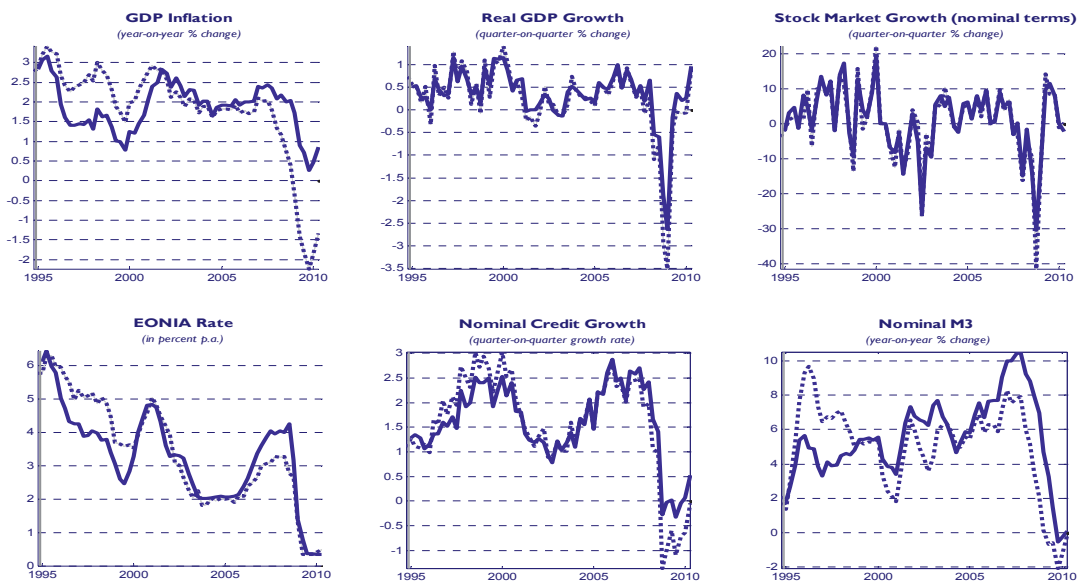 GDP Inflation
(year-on-year % change)
3
2.5
2
1.5
1
0.5
0
-0.5
-1
-1.5
-2
1995 2000 2005 2010
Real GDP Growth
(quarter-on-quarter % change)
1
0.5
0
-0.5
-1
-1.5
-2
-2.5
-3
-3.5
1995 2000 2005 2010
Stock Market Growth (nominal terms)
(quarter-on-quarter % change)
20
10
0
-10
-20
-30
-40
1995 2000 2005 2010
EONIA Rate
(in percent p.a.)
6
5
4
3
2
1
0
1995 2000 2005 2010
Nominal Credit Growth
(quarter-on-quarter growth rate)
3
2.5
2
1.5
1
0.5
0
-0.5
-1
1995 2000 2005 2010
Nominal M3
(year-on-year % change)
10
8
6
4
2
0
-2
1995 2000 2005 2010